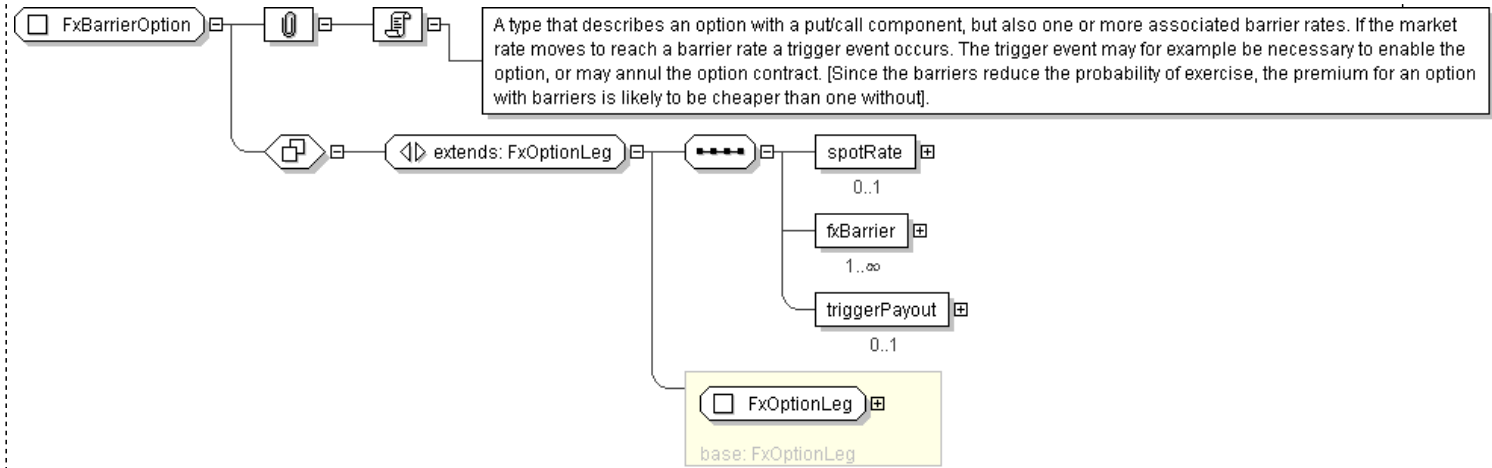 FxBarrierOption
A type that describes an option with a put/call component, but also one or more associated barrier rates. If the market
rate moves to reach a barrier rate a trigger event occurs. The trigger event may for example be necessary to enable the
option, or may annul the option contract. [Since the barriers reduce the probability of exercise, the premium for an option
with barriers is likely to be cheaper than one without].
extends: FxOptionLeg
spotRate
0..1
fxBarrier
1..∞
triggerPayout
0..1
FxOptionLeg
base: FxOptionLeg